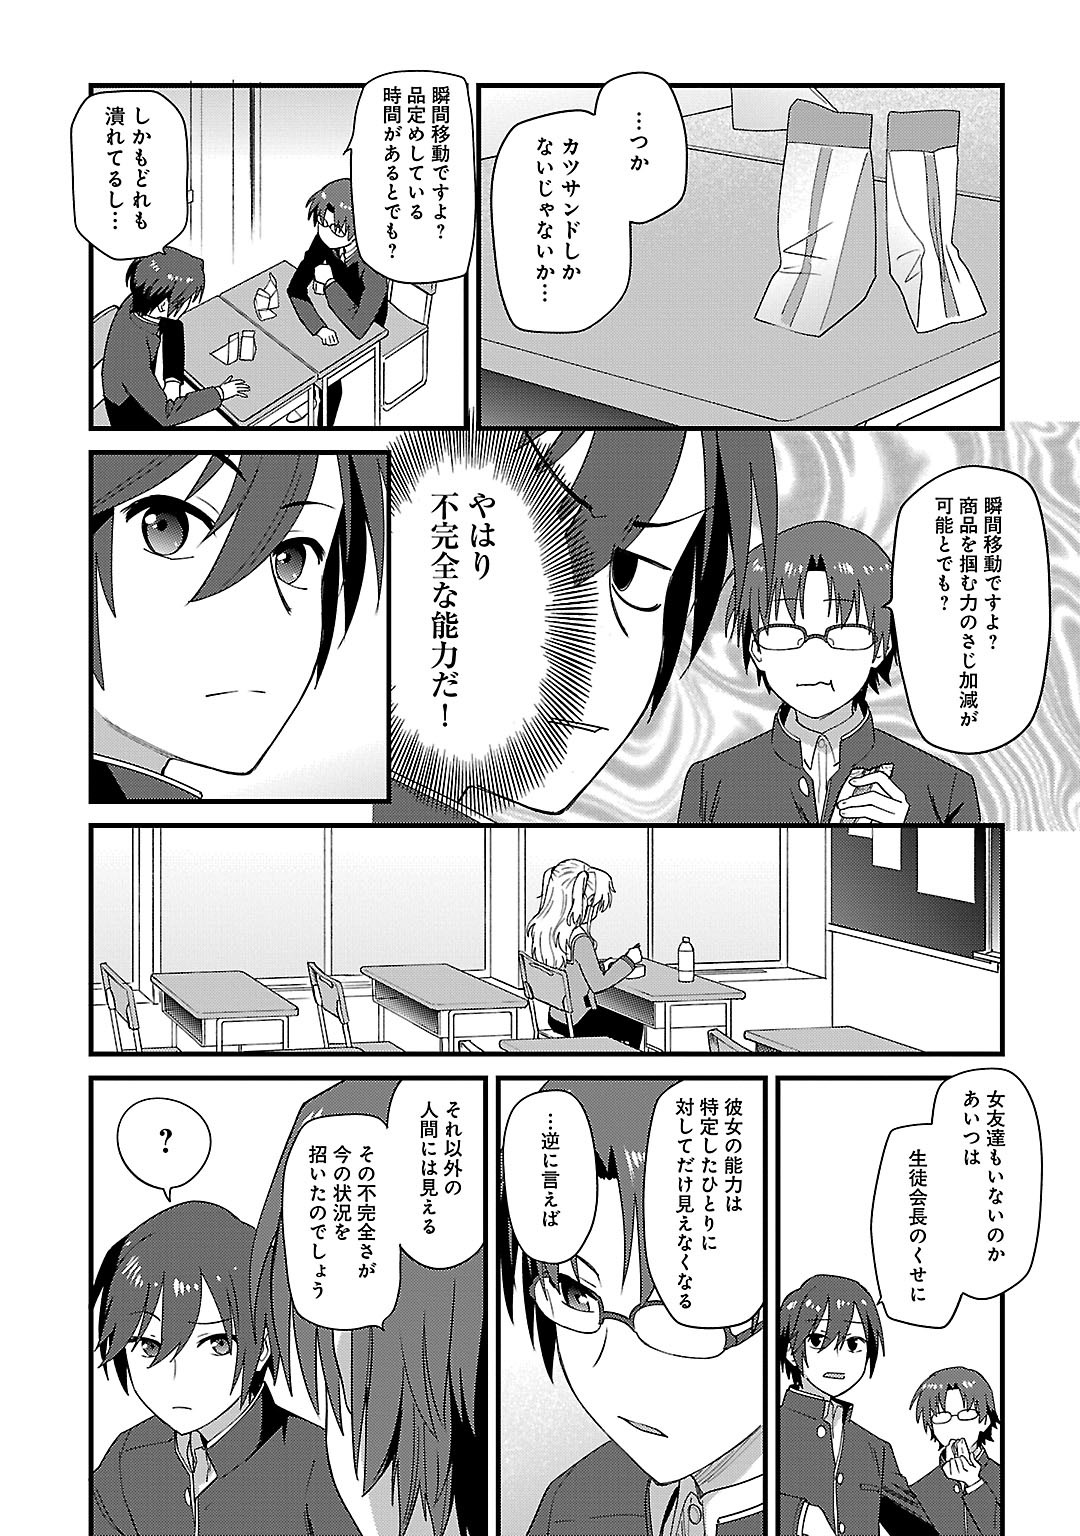 …つか
カツサンドしか
ないじゃないか…
瞬間移動ですよ?
品定めしている
時間があるとでも?
しかもどれも
潰れてるし…
瞬間移動ですよ?
商品を掴む力のさじ加減が
可能とでも?
やはり
不完全な能力だ!
女友達もいないのか
あいつは
生徒会長のくせに
彼女の能力は
特定したひとりに
対してだけ見えなくなる
…逆に言えば
それ以外の
人間には見える
その不完全さが
今の状況を
招いたのでしょう
?